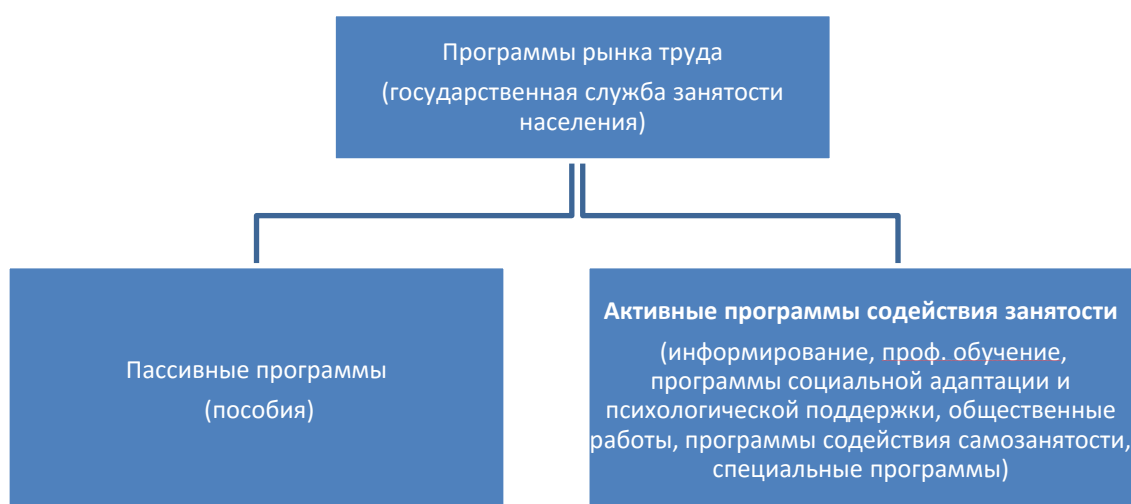 Программы рынка труда
(государственная служба занятости
населения)
Пассивные программы
(пособия)
Активные программы содействия занятости
(информирование, проф. обучение,
программы социальной адаптации и
психологической поддержки, общественные
работы, программы содействия самозанятости,
специальные программы)